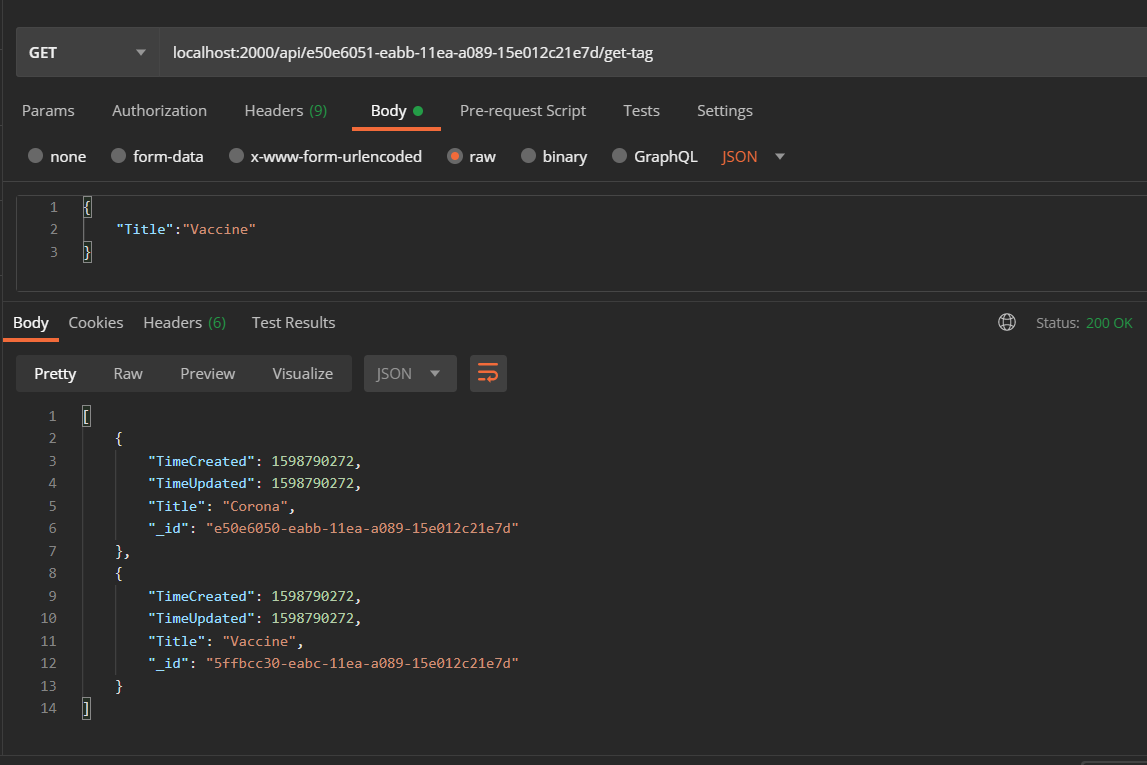 GET localhost:2000/api/e50e6051-eabb-11ea-a089-15e012c21e7d/get-tag
Params Authorization Headers (9) Body Pre-request Script Tests Settings
none form-data x-www-form-urlencoded raw binary GraphQL JSON
1 {
2 "Title":"Vaccine"
3 }
Body Cookies Headers (6) Test Results Status: 200 OK
Pretty Raw Preview Visualize JSON
1 [
2 {
3 "TimeCreated": 1598790272,
4 "TimeUpdated": 1598790272,
5 "Title": "Corona",
6 "_id": "e50e6050-eabb-11ea-a089-15e012c21e7d"
7 },
8 {
9 "TimeCreated": 1598790272,
10 "TimeUpdated": 1598790272,
11 "Title": "Vaccine",
12 "_id": "5ffbcc30-eabc-11ea-a089-15e012c21e7d"
13 }
14 ]